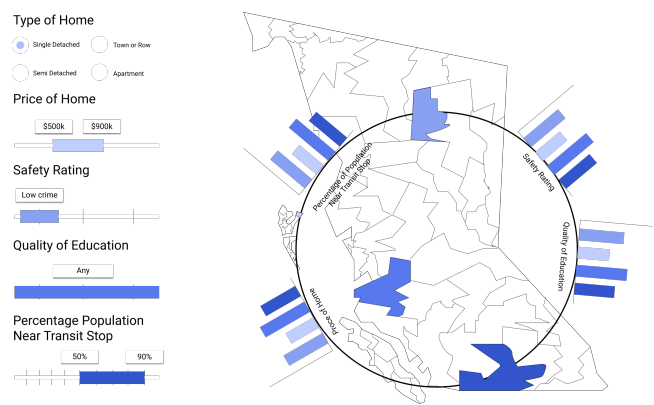 Type of Home
Single Detached
Town or Row
Semi Detached
Apartment
Price of Home
$500k
$900k
Safety Rating
Low crime
Quality of Education
Any
Percentage Population
Near Transit Stop
50%
90%
Percentage of Population
Near Transit Stop
Safety Rating
Quality of Education
Proce of Home